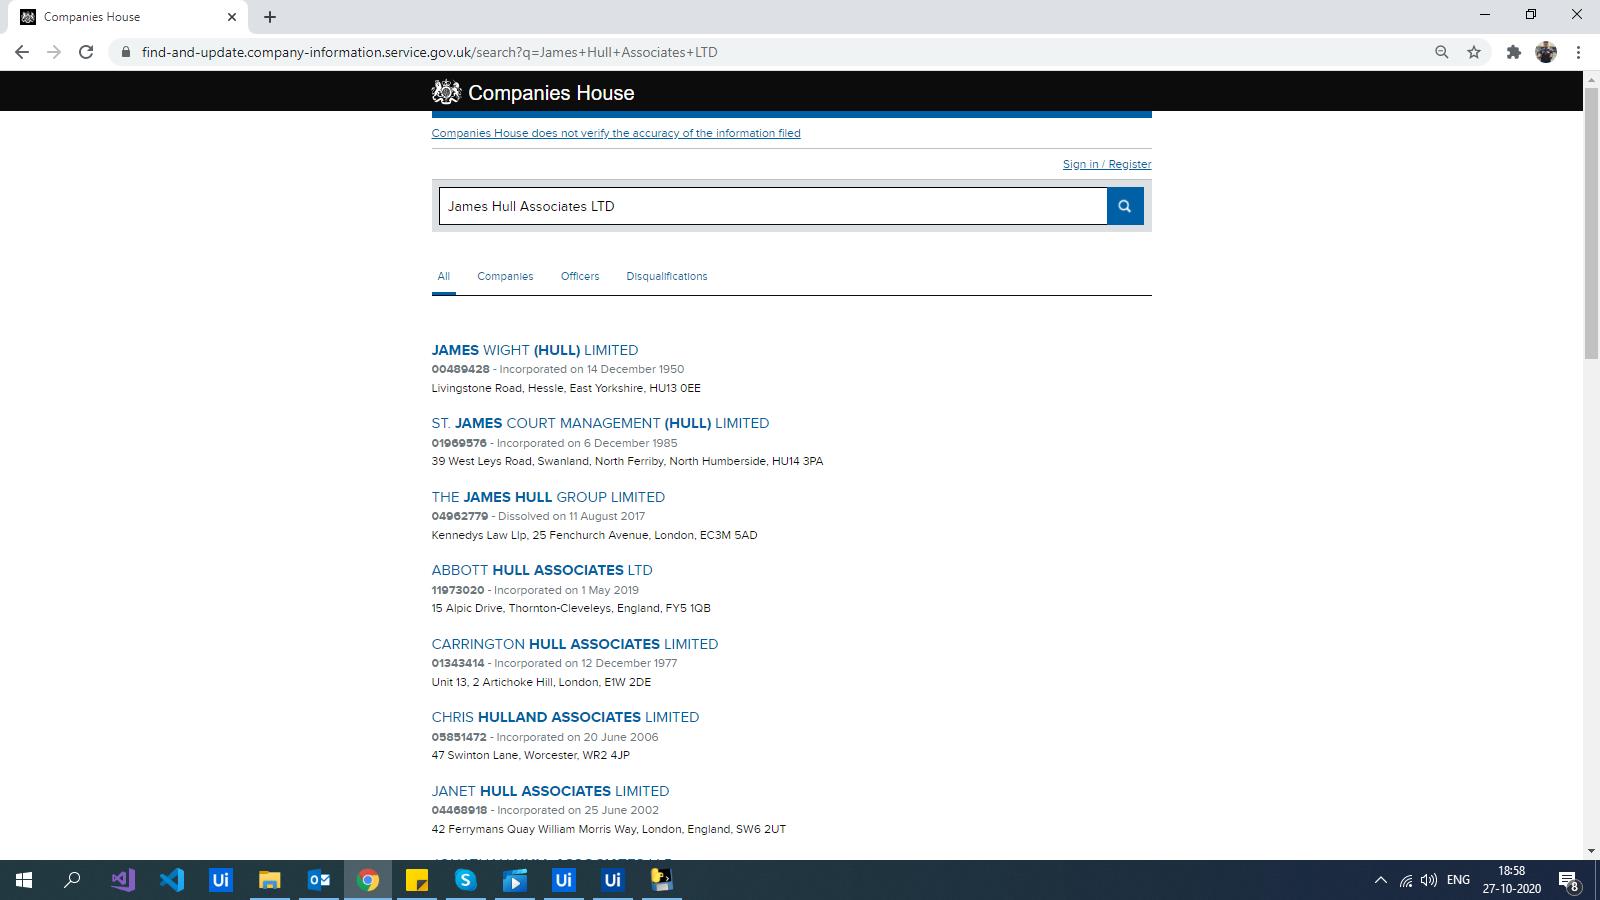 Companies House
find-and-update.company-information.service.gov.uk/search?q=James+Hull+Associates+LTD
Companies House
Companies House does not verify the accuracy of the information filed
Sign in / Register
James Hull Associates LTD
All Companies Officers Disqualifications
JAMES WIGHT (HULL) LIMITED
00489428 - Incorporated on 14 December 1950
Livingstone Road, Hessle, East Yorkshire, HU13 0EE
ST. JAMES COURT MANAGEMENT (HULL) LIMITED
01969576 - Incorporated on 6 December 1985
39 West Leys Road, Swanland, North Ferriby, North Humberside, HU14 3PA
THE JAMES HULL GROUP LIMITED
04962779 - Dissolved on 11 August 2017
Kennedys Law Llp, 25 Fenchurch Avenue, London, EC3M 5AD
ABBOTT HULL ASSOCIATES LTD
11973020 - Incorporated on 1 May 2019
15 Alpic Drive, Thornton-Cleveleys, England, FY5 1QB
CARRINGTON HULL ASSOCIATES LIMITED
01343414 - Incorporated on 12 December 1977
Unit 13, 2 Artichoke Hill, London, E1W 2DE
CHRIS HULLAND ASSOCIATES LIMITED
05851472 - Incorporated on 20 June 2006
47 Swinton Lane, Worcester, WR2 4JP
JANET HULL ASSOCIATES LIMITED
04468918 - Incorporated on 25 June 2002
42 Ferrymans Quay William Morris Way, London, England, SW6 2UT
Ui Ui Ui
ENG
18:58
27-10-2020
8